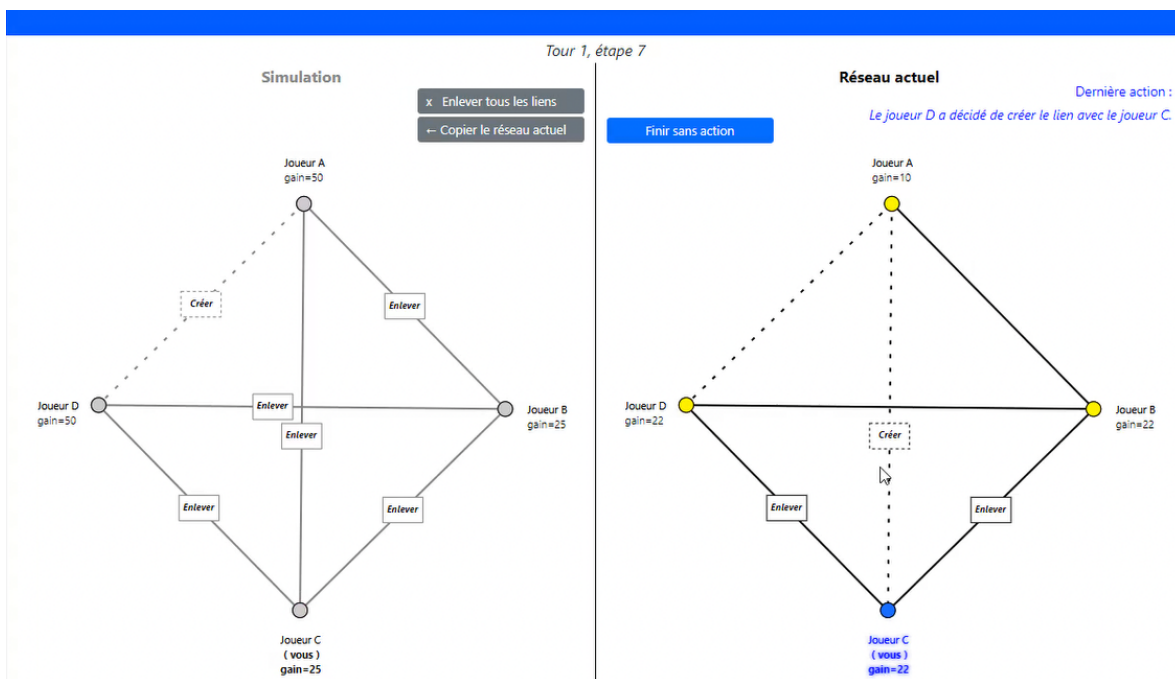 Tour 1, étape 7
Simulation
x Enlever tous les liens
← Copier le réseau actuel
Joueur A
gain=50
Créer
Enlever
Joueur D
gain=50
Enlever
Enlever
Joueur B
gain=25
Enlever
Enlever
Joueur C
( vous )
gain=25
Réseau actuel
Dernière action :
Le joueur D a décidé de créer le lien avec le joueur C.
Finir sans action
Joueur A
gain=10
Joueur D
gain=22
Joueur B
gain=22
Créer
Enlever
Enlever
Joueur C
( vous )
gain=22